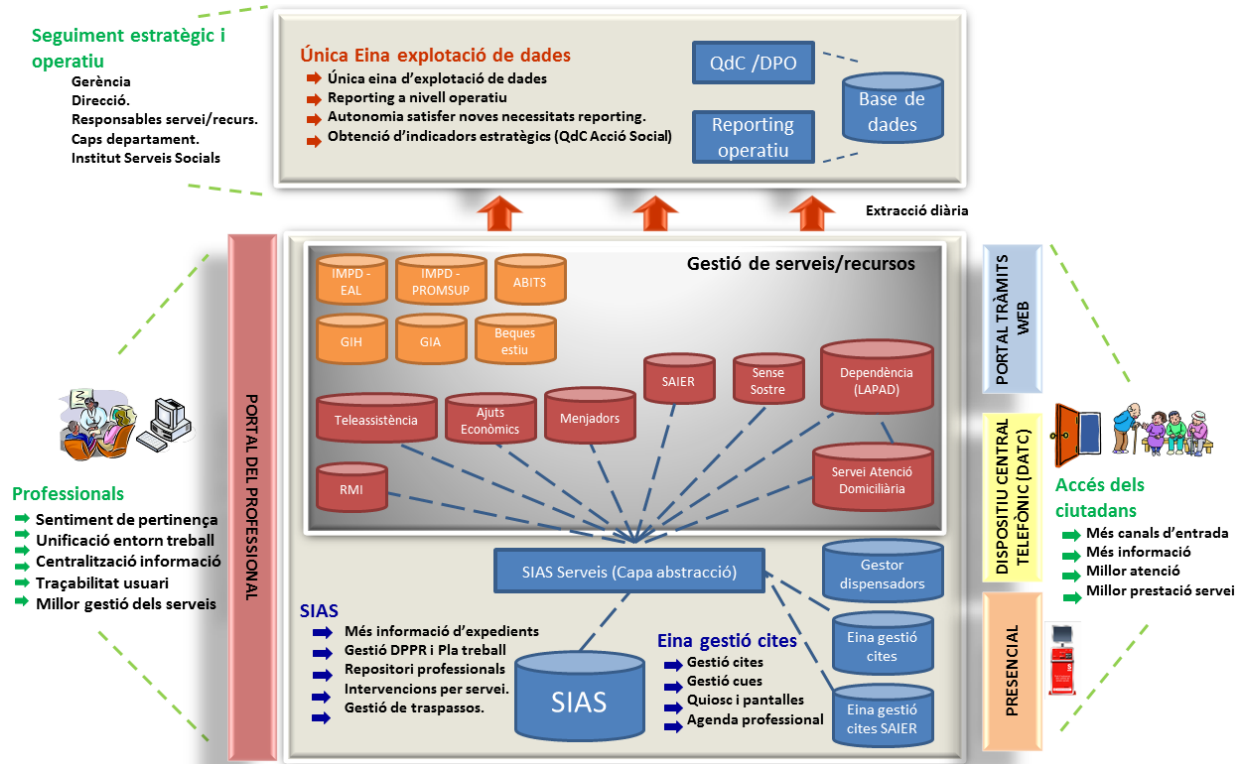 Seguiment estratègic i
operatiu
Gerència
Direcció.
Responsables servei/recurs.
Caps departament.
Institut Serveis Socials
Única Eina explotació de dades
Única eina d'explotació de dades
Reporting a nivell operatiu
Autonomia satisfer noves necessitats reporting.
Obtenció d'indicadors estratègics (QdC Acció Social)
QdC /DPO
Reporting
operatiu
Base de
dades
Extracció diària
PORTAL DEL PROFESSIONAL
Gestió de serveis/recursos
IMPD -
EAL
IMPD -
PROMSUP
ABITS
GIH
GIA
Beques
estiu
SAIER
Sense
Sostre
Dependència
(LAPAD)
Teleassistència
Ajuts
Econòmics
Menjadors
RMI
Servei Atenció
Domiciliària
SIAS Serveis (Capa abstracció)
Gestor
dispensadors
Eina gestió
cites
Eina gestió
cites SAIER
SIAS
Més informació d'expedients
Gestió DPPR i Pla treball
Repositori professionals
Intervencions per servei.
Gestió de traspassos.
SIAS
Eina gestió cites
Gestió cites
Gestió cues
Quiosc i pantalles
Agenda professional
Professionals
Sentiment de pertinença
Unificació entorn treball
Centralització informació
Traçabilitat usuari
Millor gestió dels serveis
PORTAL TRÀMITS
WEB
DISPOSITIU CENTRAL
TELEFÒNIC (DATC)
PRESENCIAL
Accés dels
ciutadans
Més canals d'entrada
Més informació
Millor atenció
Millor prestació servei